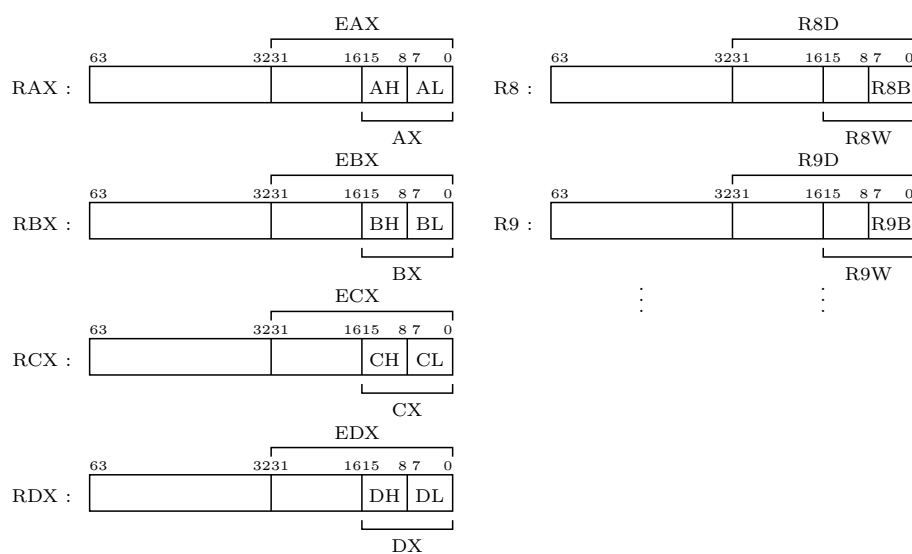 EAX
63 3231 1615 8 7 0
RAX : AH AL
AX
EBX
63 3231 1615 8 7 0
RBX : BH BL
BX
ECX
63 3231 1615 8 7 0
RCX : CH CL
CX
EDX
63 3231 1615 8 7 0
RDX : DH DL
DX
R8D
63 3231 1615 8 7 0
R8 : R8B
R8W
R9D
63 3231 1615 8 7 0
R9 : R9B
R9W
⋮ ⋮